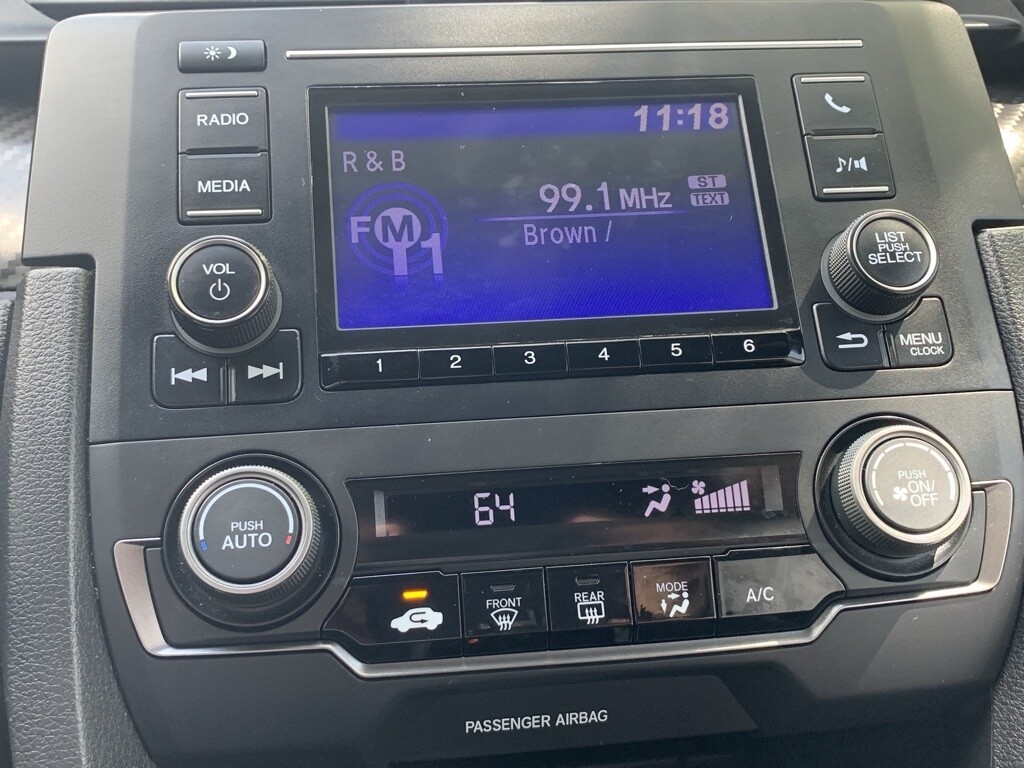 11:18
RADIO
R & B
MEDIA
99.1 MHz
ST
TEXT
FM
1
Brown /
VOL
LIST
PUSH
SELECT
1
2
3
4
5
6
MENU
CLOCK
PUSH
AUTO
64
PUSH
ON/
OFF
FRONT
REAR
MODE
A/C
PASSENGER AIRBAG